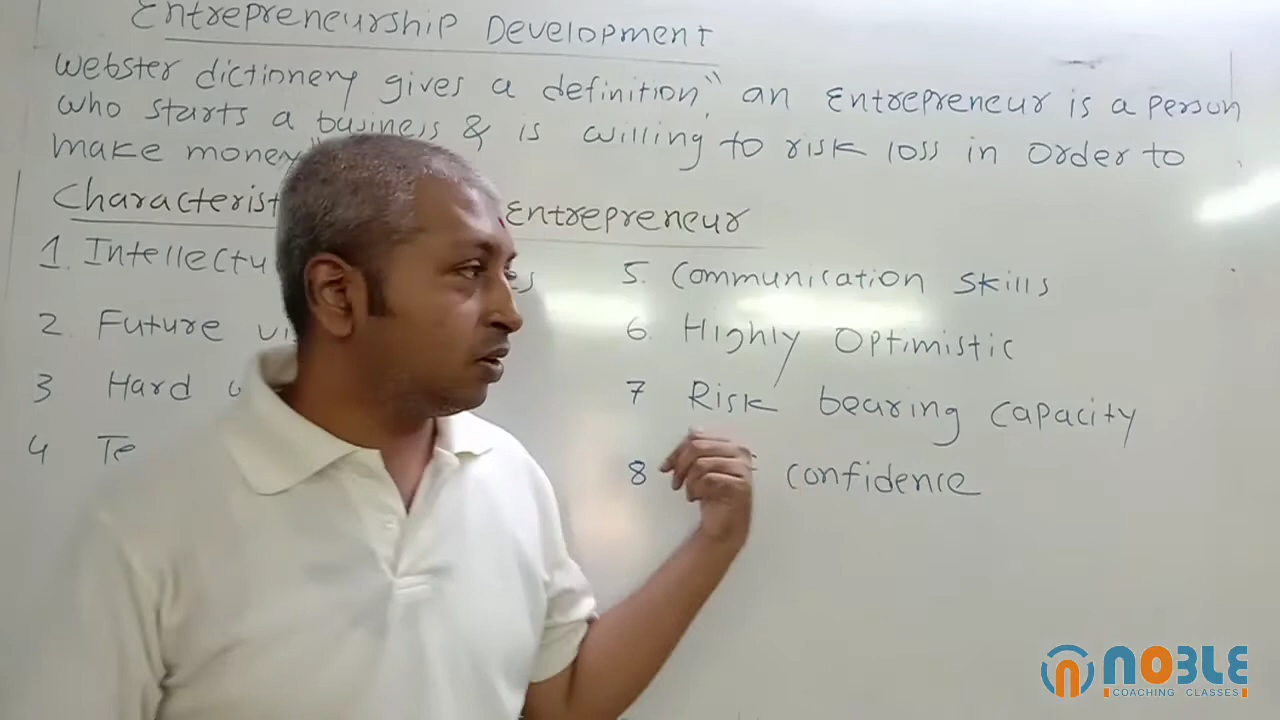 Entrepreneurship Development
Webster dictionery gives a definition," an Entrepreneur is a person
who starts a business & is willing to risk loss in order to
make money"
Characterist Entrepreneur
1. Intellectu es
2. Future vi
3 Hard
4 Te
5. Communication skills
6. Highly Optimistic
7 Risk bearing capacity
8 f confidence
NOBLE
COACHING CLASSES